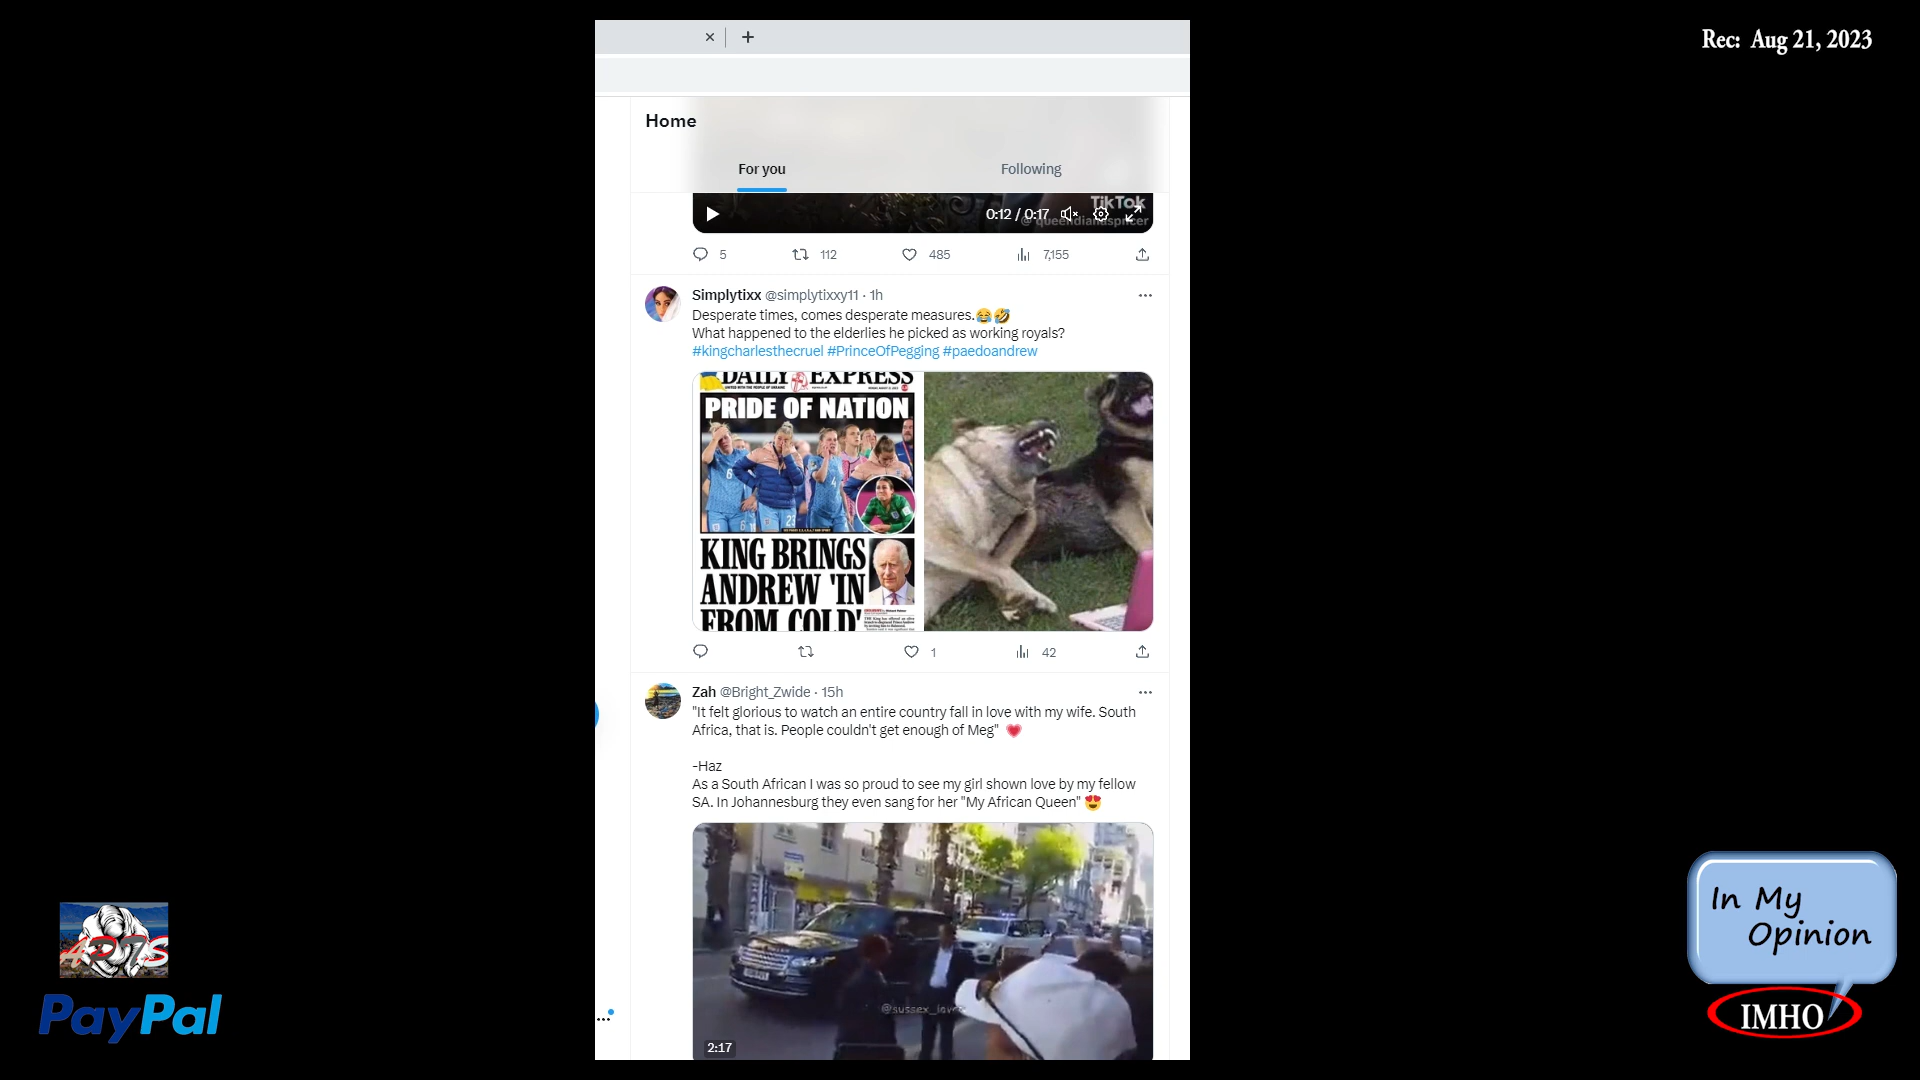 Rec: Aug 21, 2023
Home
For you
Following
TikTok
0:12 / 0:17
@queendianaspncer
5
112
485
7,155
Simplytixx @simplytixxy11 · 1h
Desperate times, comes desperate measures.😂🤣
What happened to the elderlies he picked as working royals?
#kingcharlesthecruel #PrinceOfPegging #paedoandrew
DAILY EXPRESS
PRIDE OF NATION
KING BRINGS
ANDREW 'IN
FROM COLD'
1
42
Zah @Bright_Zwide · 15h
"It felt glorious to watch an entire country fall in love with my wife. South
Africa, that is. People couldn't get enough of Meg" 💗
-Haz
As a South African I was so proud to see my girl shown love by my fellow
SA. In Johannesburg they even sang for her "My African Queen" 😍
2:17
PayPal
In My
Opinion
IMHO